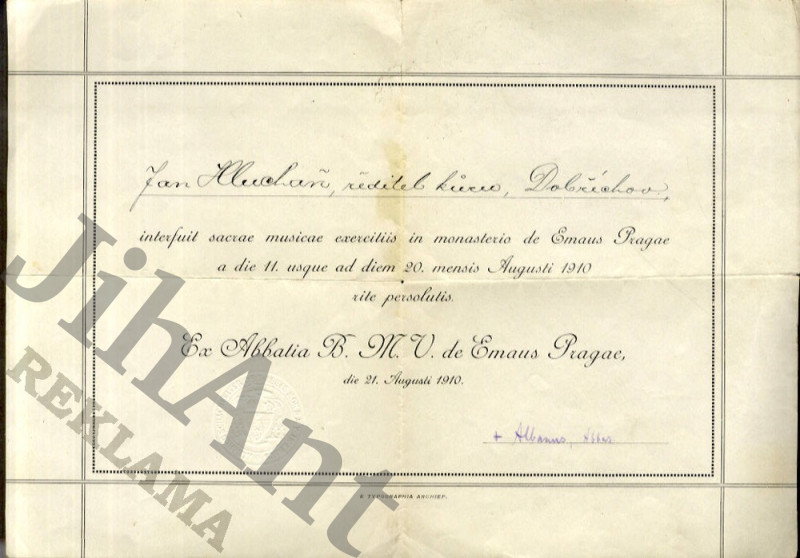 Jan Hluchaň, ředitel kůru, Dobřichov,
interfuit sacrae musicae exercitiis in monasterio de Emaus Pragae
a die 11. usque ad diem 20. mensis Augusti 1910
rite persolutis.
Ex Abbatia B. M. V. de Emaus Pragae,
die 21. Augusti 1910.
+ Albanus, Abbas
E TYPOGRAPHIA ARCHIEP.
JihAnt
REKLAMA